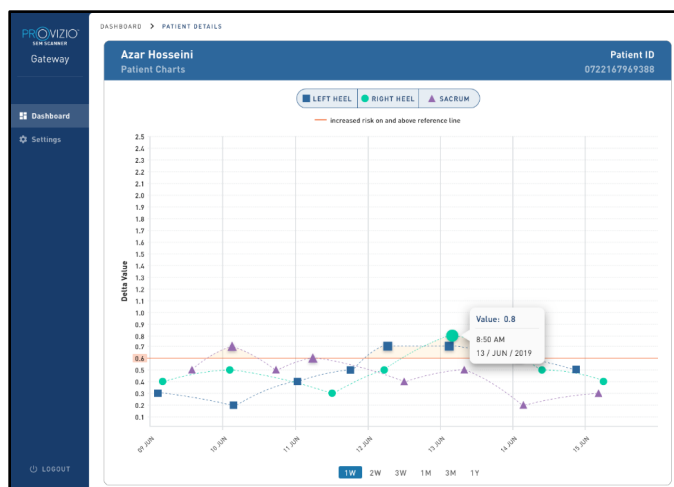 PROVIZIO
SEM SCANNER
Gateway
Dashboard
Settings
LOGOUT
DASHBOARD > PATIENT DETAILS
Azar Hosseini
Patient Charts
Patient ID
0722167969388
LEFT HEEL RIGHT HEEL SACRUM
increased risk on and above reference line
Delta Value
2.5
2.4
2.3
2.2
2.1
2.0
1.9
1.8
1.7
1.6
1.5
1.4
1.3
1.2
1.1
1.0
0.9
0.8
0.7
0.6
0.5
0.4
0.3
0.2
0.1
Value: 0.8
8:50 AM
13 / JUN / 2019
09 JUN
10 JUN
11 JUN
12 JUN
13 JUN
14 JUN
15 JUN
1W 2W 3W 1M 3M 1Y